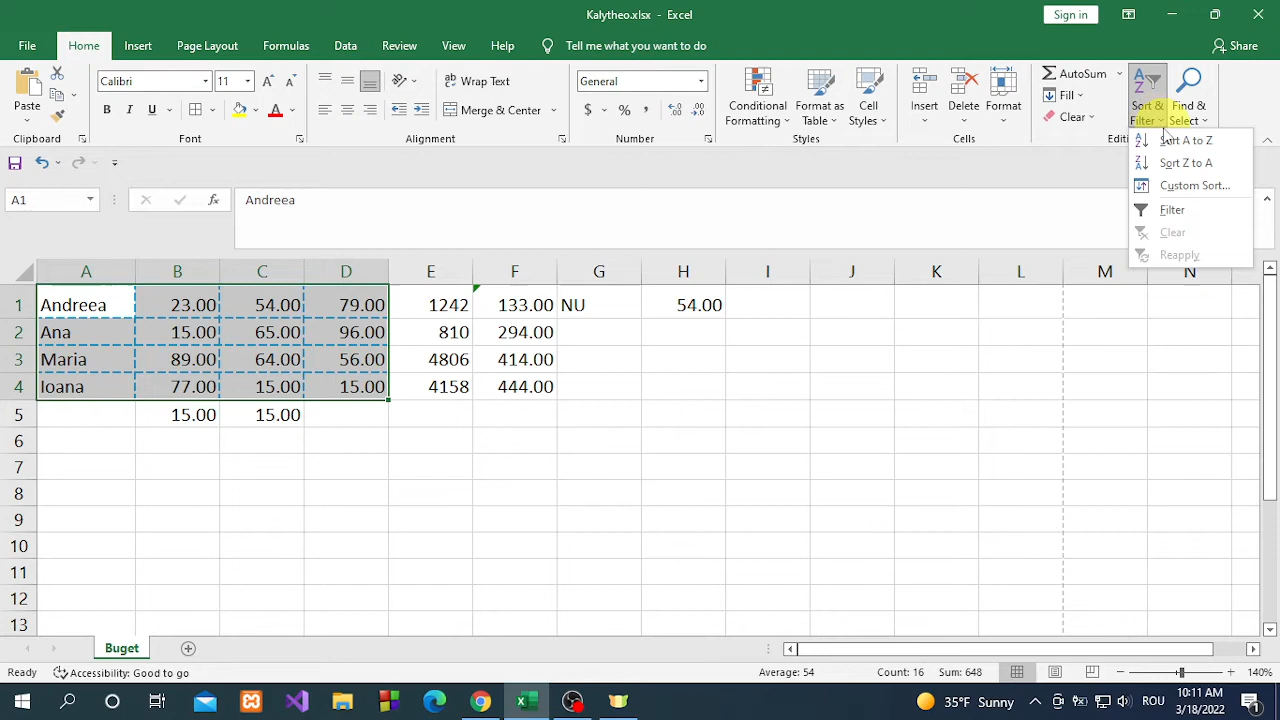 Kalytheo.xlsx - Excel
Sign in
File Home Insert Page Layout Formulas Data Review View Help Tell me what you want to do Share
Paste
Calibri 11
B I U A
Wrap Text
Merge & Center
General
$ % ,
Conditional Formatting
Format as Table
Cell Styles
Insert
Delete
Format
AutoSum
Fill
Clear
Sort & Filter
Find & Select
Clipboard Font Alignment Number Styles Cells
Sort A to Z
Sort Z to A
Custom Sort...
Filter
Clear
Reapply
A1 fx Andreea
A B C D E F G H I J K L M N
1 Andreea 23.00 54.00 79.00 1242 133.00 NU 54.00
2 Ana 15.00 65.00 96.00 810 294.00
3 Maria 89.00 64.00 56.00 4806 414.00
4 Ioana 77.00 15.00 15.00 4158 444.00
5 15.00 15.00
6
7
8
9
10
11
12
13
Buget
Ready Accessibility: Good to go Average: 54 Count: 16 Sum: 648 140%
35°F Sunny ROU 10:11 AM
3/18/2022